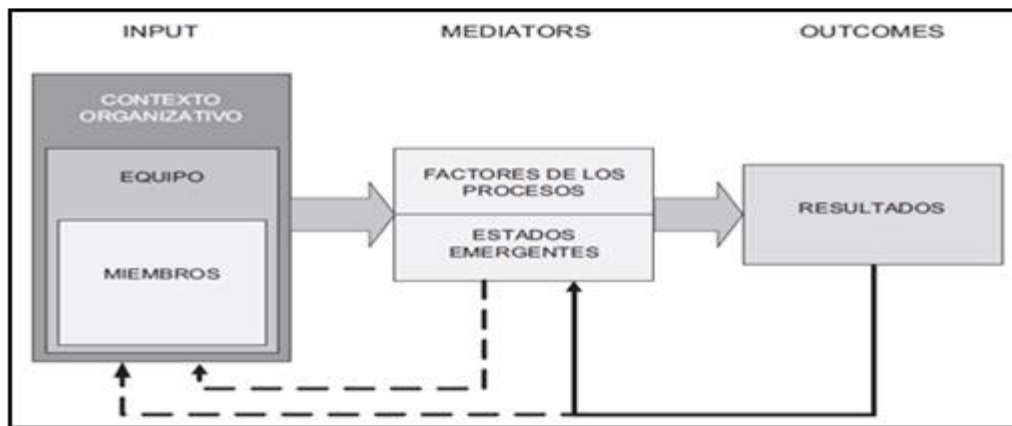 INPUT
MEDIATORS
OUTCOMES
CONTEXTO
ORGANIZATIVO
EQUIPO
MIEMBROS
FACTORES DE LOS
PROCESOS
ESTADOS
EMERGENTES
RESULTADOS